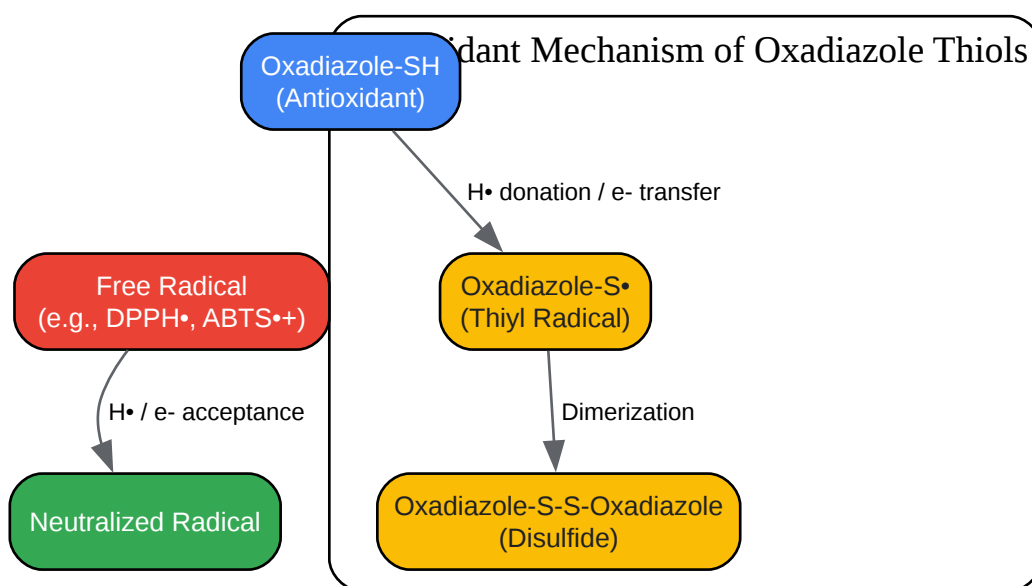 Oxadiazole-SH
(Antioxidant)
dant Mechanism of Oxadiazole Thiols
H• donation / e- transfer
Free Radical
(e.g., DPPH•, ABTS•+)
Oxadiazole-S•
(Thiyl Radical)
H• / e- acceptance
Dimerization
Neutralized Radical
Oxadiazole-S-S-Oxadiazole
(Disulfide)